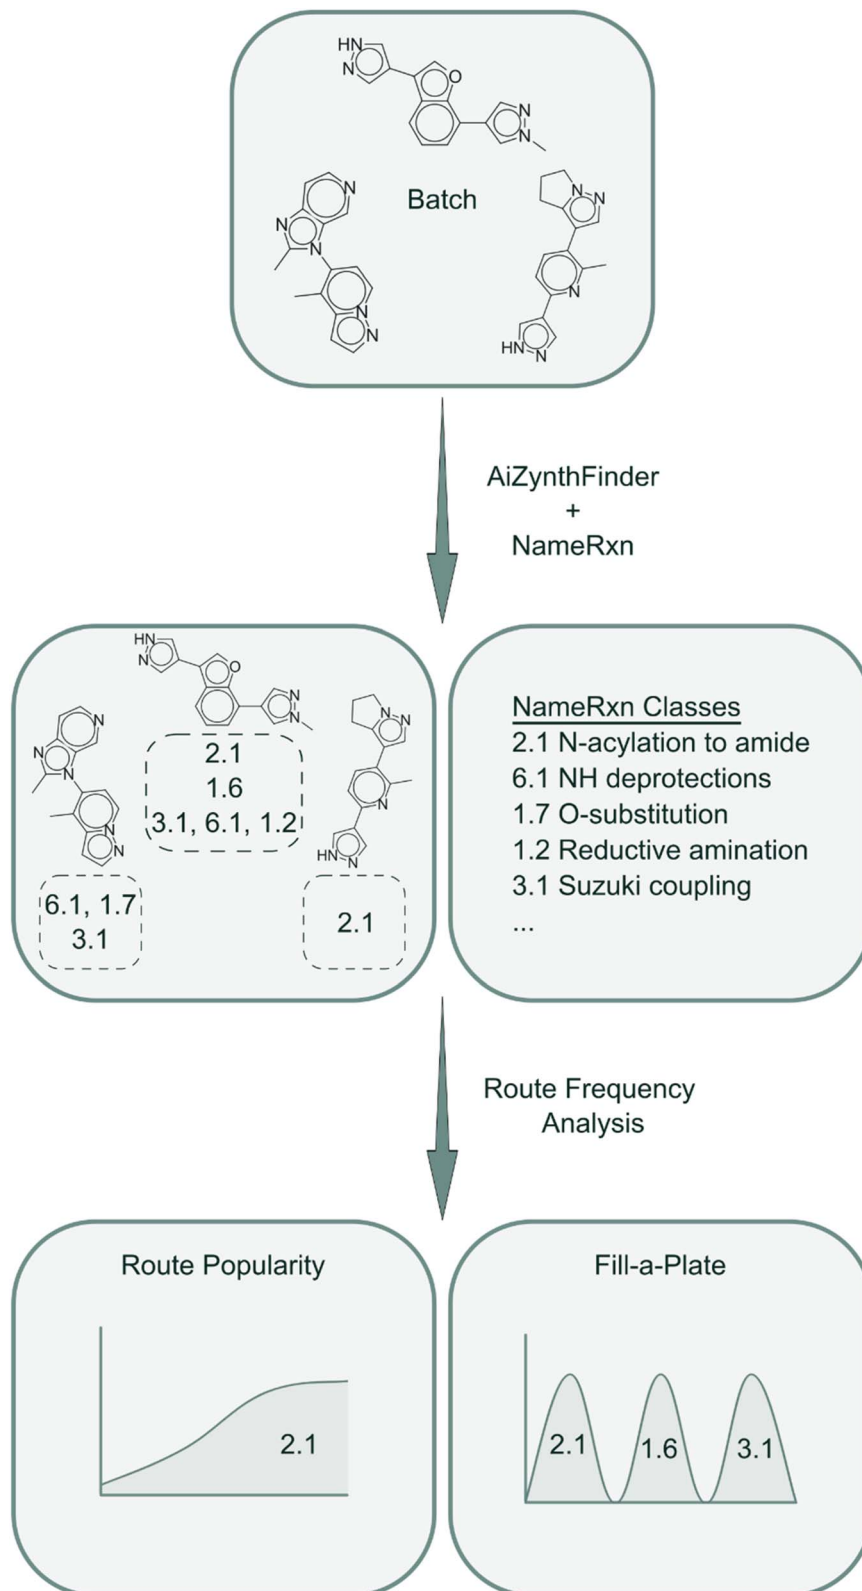 HN
N
O
N
N
Batch
N
N
N
N
N
N
N
N
HN
N
AiZynthFinder
+
NameRxn
HN
N
O
N
N
N
N
N
N
N
N
N
N
HN
N
2.1
1.6
3.1, 6.1, 1.2
6.1, 1.7
3.1
2.1
NameRxn Classes
2.1 N-acylation to amide
6.1 NH deprotections
1.7 O-substitution
1.2 Reductive amination
3.1 Suzuki coupling
...
Route Frequency
Analysis
Route Popularity
2.1
Fill-a-Plate
2.1 1.6 3.1